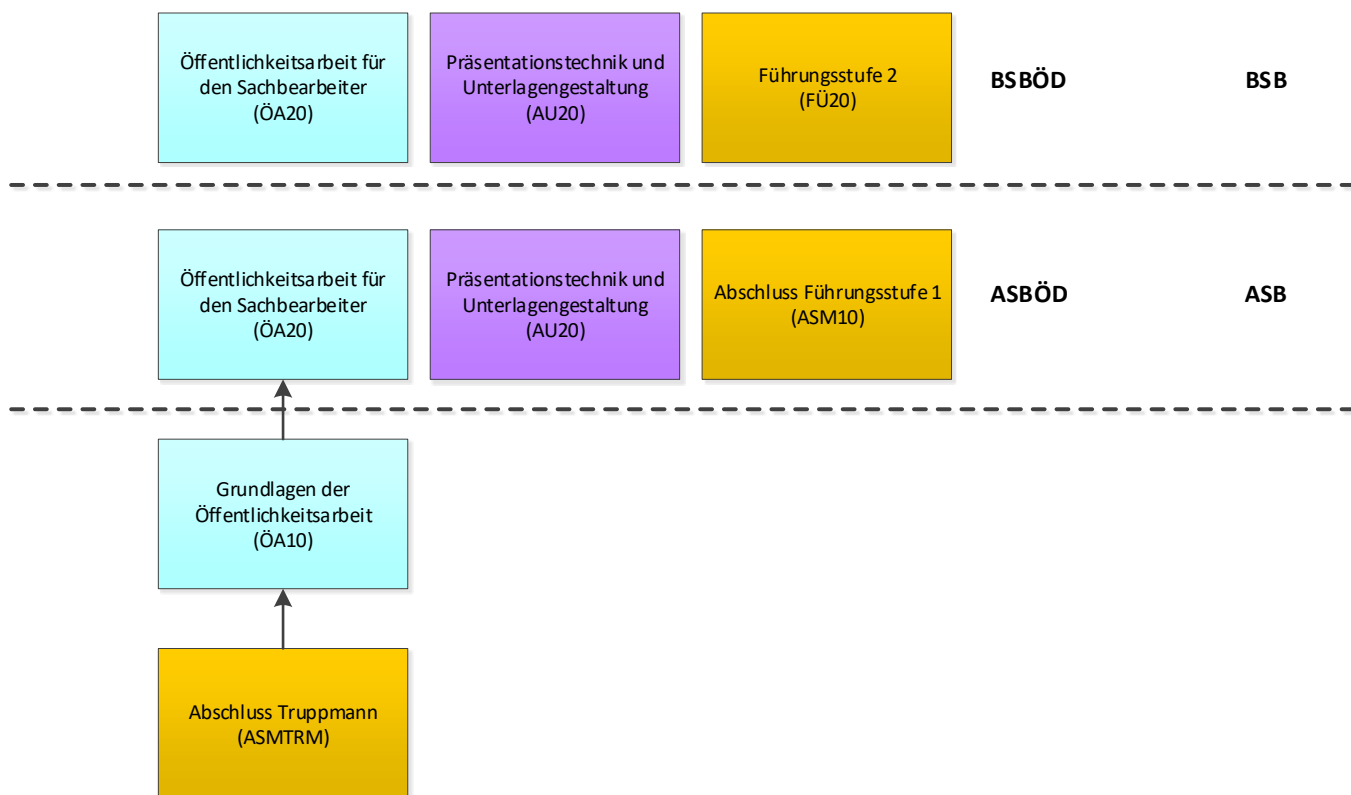 Öffentlichkeitsarbeit für
den Sachbearbeiter
(ÖA20)
Präsentationstechnik und
Unterlagengestaltung
(AU20)
Führungsstufe 2
(FÜ20)
BSBÖD
BSB
Öffentlichkeitsarbeit für
den Sachbearbeiter
(ÖA20)
Präsentationstechnik und
Unterlagengestaltung
(AU20)
Abschluss Führungsstufe 1
(ASM10)
ASBÖD
ASB
Grundlagen der
Öffentlichkeitsarbeit
(ÖA10)
Abschluss Truppmann
(ASMTRM)